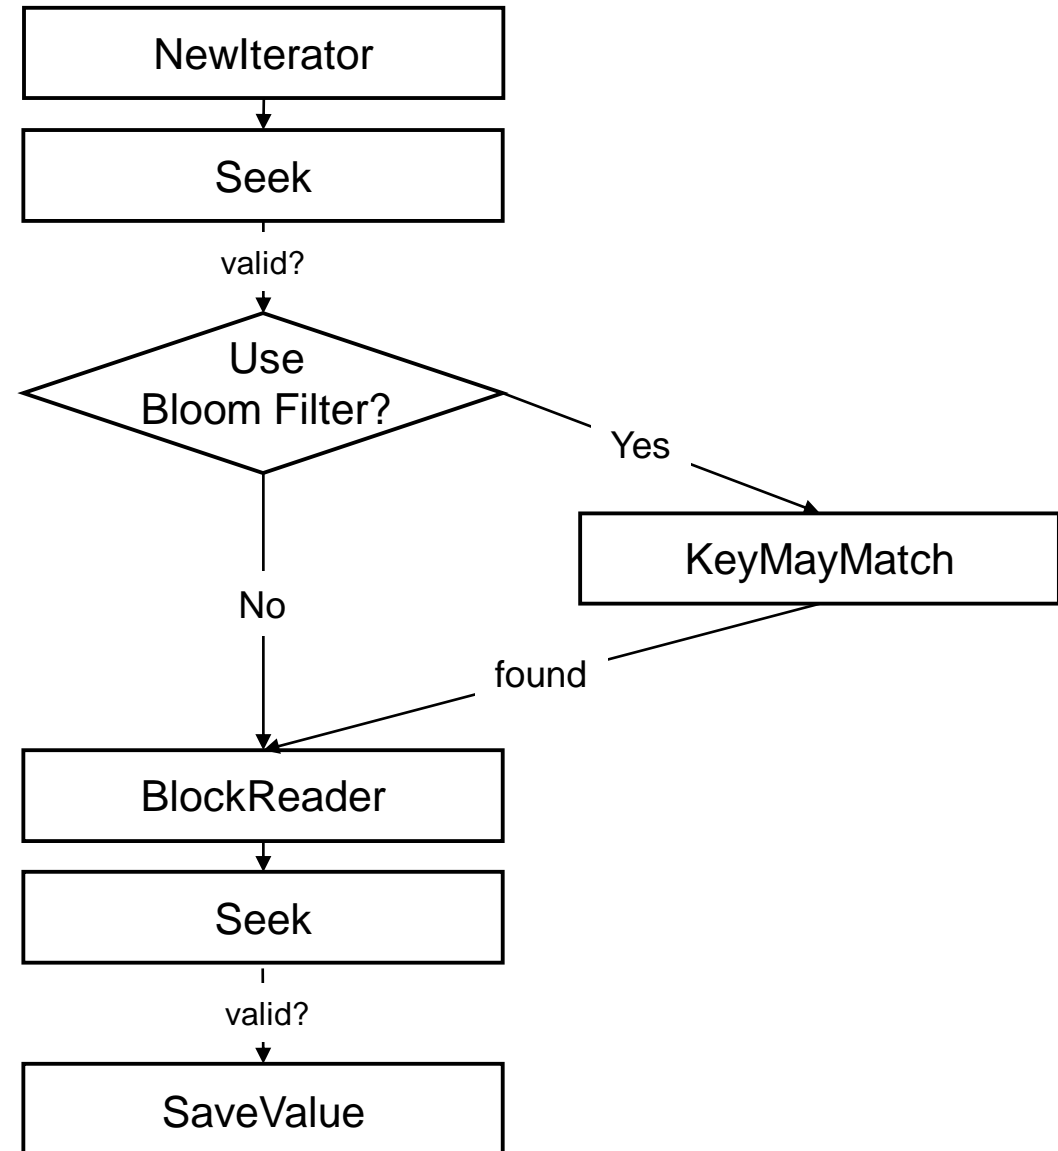 NewIterator
Seek
valid?
Use
Bloom Filter?
Yes
KeyMayMatch
No
found
BlockReader
Seek
valid?
SaveValue